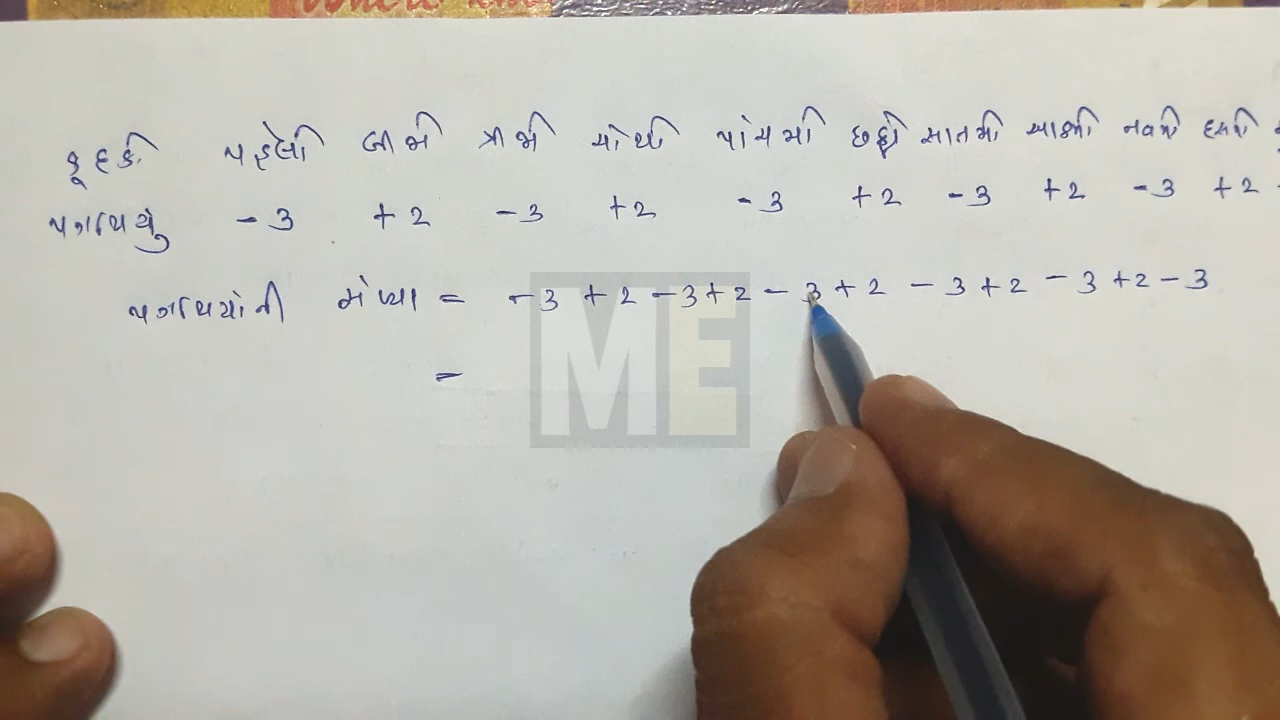 કૂદકો પહેલી બીજી ત્રીજી ચોથી પાંચમી છઠ્ઠો સાતમી આઠમી નવમી દસમી
પગથિયું -3 +2 -3 +2 -3 +2 -3 +2 -3 +2
પગથિયાંની સંખ્યા = -3 + 2 - 3 + 2 - 3 + 2 - 3 + 2 - 3 + 2 - 3
=
ME